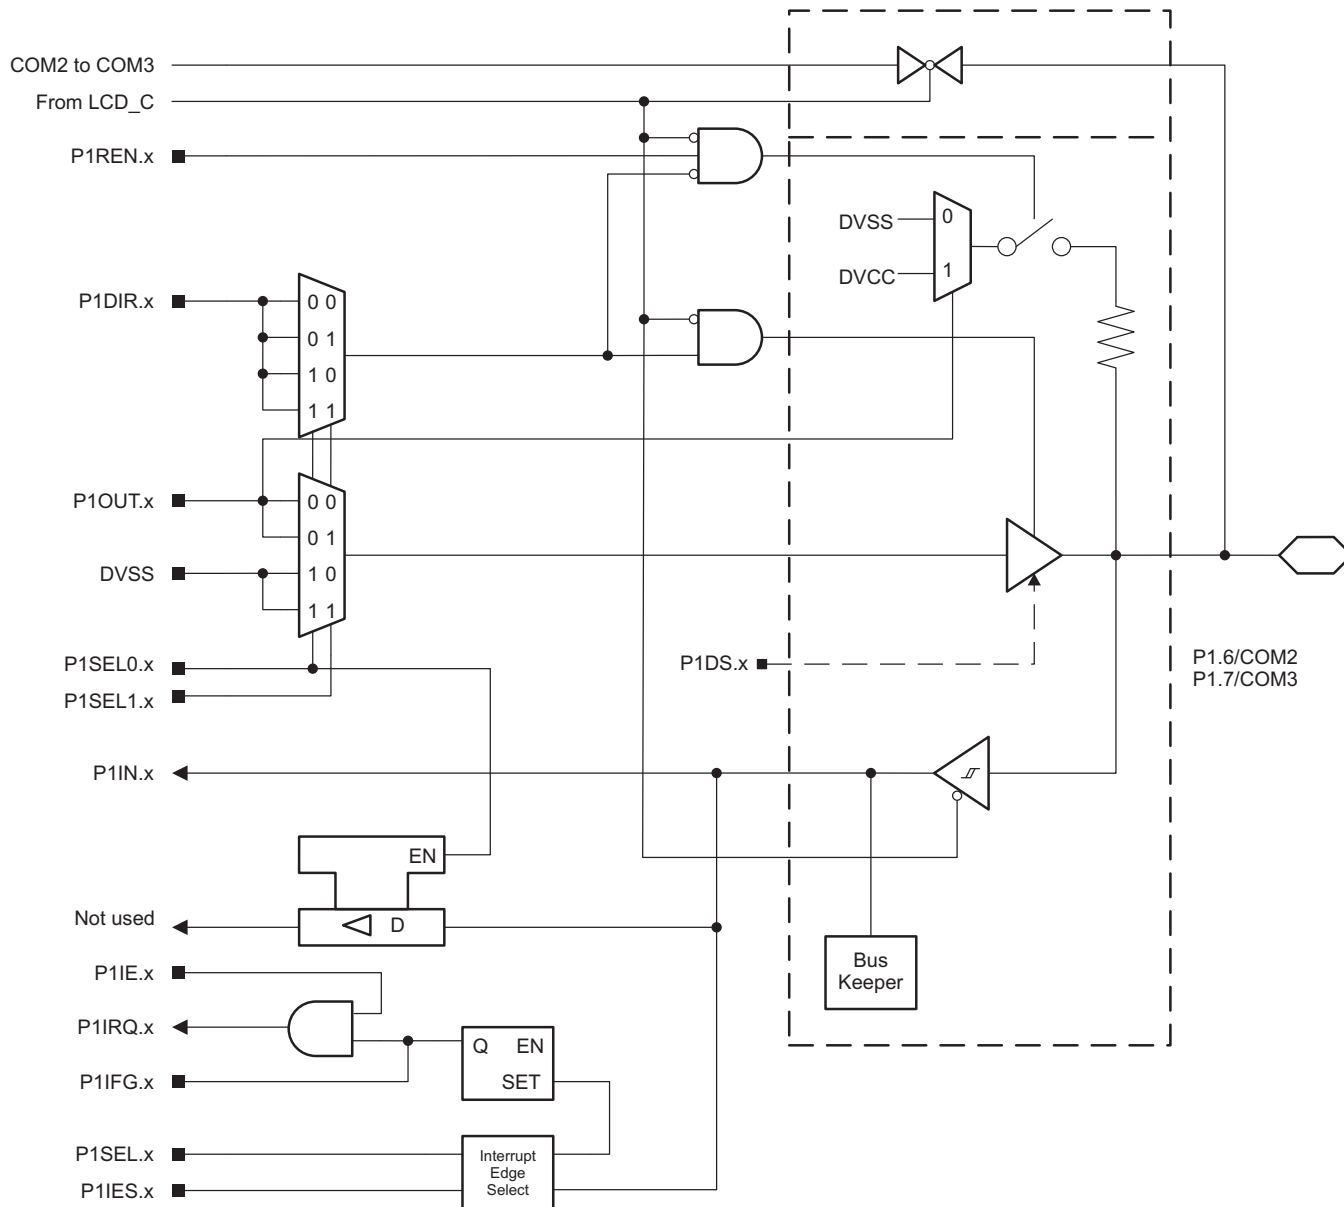 COM2 to COM3
From LCD_C
P1REN.x
DVSS
0
DVCC
1
P1DIR.x
0 0
0 1
1 0
1 1
P1OUT.x
0 0
0 1
DVSS
1 0
1 1
P1SEL0.x
P1SEL1.x
P1DS.x
P1.6/COM2
P1.7/COM3
P1IN.x
EN
Not used
D
Bus
Keeper
P1IE.x
P1IRQ.x
Q EN
SET
P1IFG.x
P1SEL.x
P1IES.x
Interrupt
Edge
Select